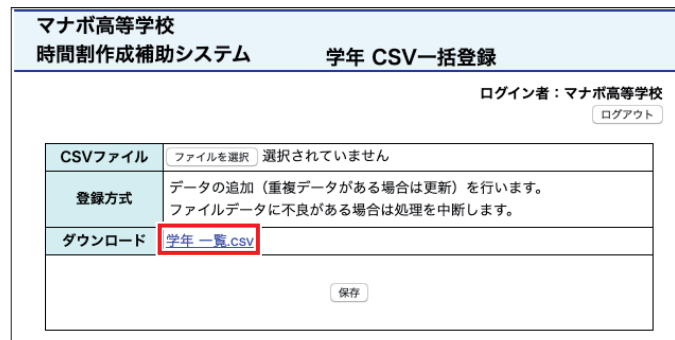 マナボ高等学校
時間割作成補助システム 学年 CSV一括登録
ログイン者：マナボ高等学校
ログアウト
CSVファイル ファイルを選択 選択されていません
登録方式 データの追加（重複データがある場合は更新）を行います。
ファイルデータに不良がある場合は処理を中断します。
ダウンロード 学年 一覧.csv
保存